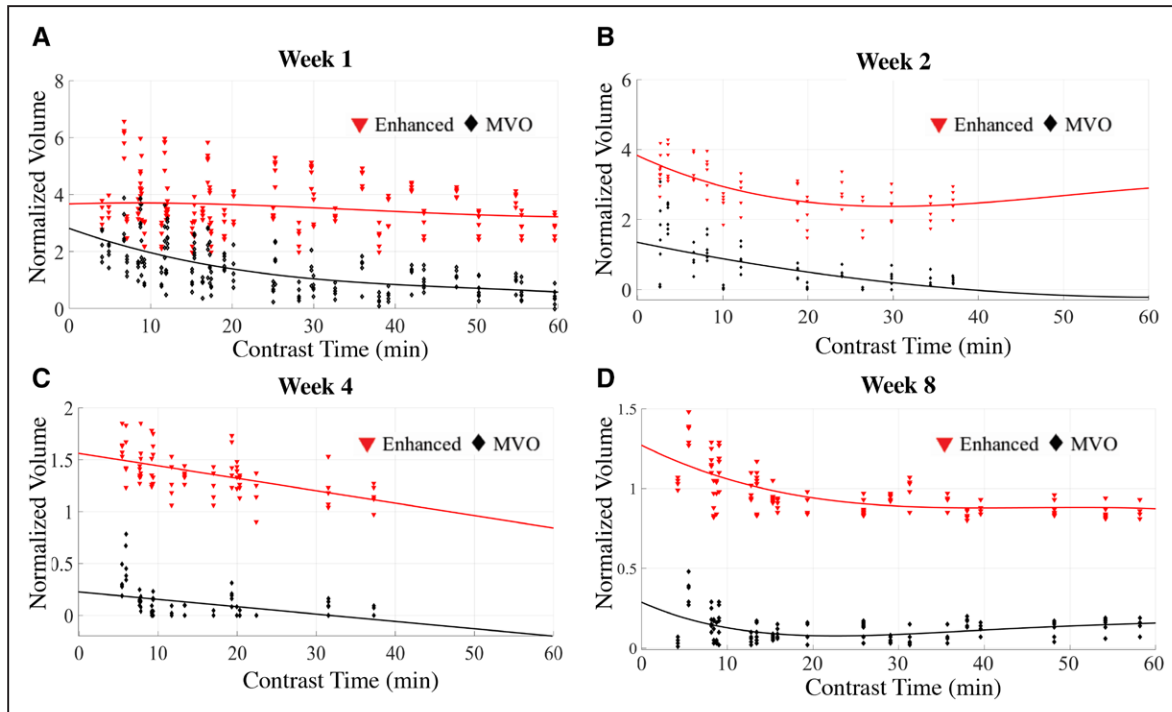 A
Week 1
8
6
4
2
0
Normalized Volume
Enhanced MVO
0 10 20 30 40 50 60
Contrast Time (min)
B
Week 2
6
4
2
0
Normalized Volume
Enhanced MVO
0 10 20 30 40 50 60
Contrast Time (min)
C
Week 4
2
1.5
1
0.5
0
Normalized Volume
Enhanced MVO
0 10 20 30 40 50 60
Contrast Time (min)
D
Week 8
1.5
1
0.5
0
Normalized Volume
Enhanced MVO
0 10 20 30 40 50 60
Contrast Time (min)